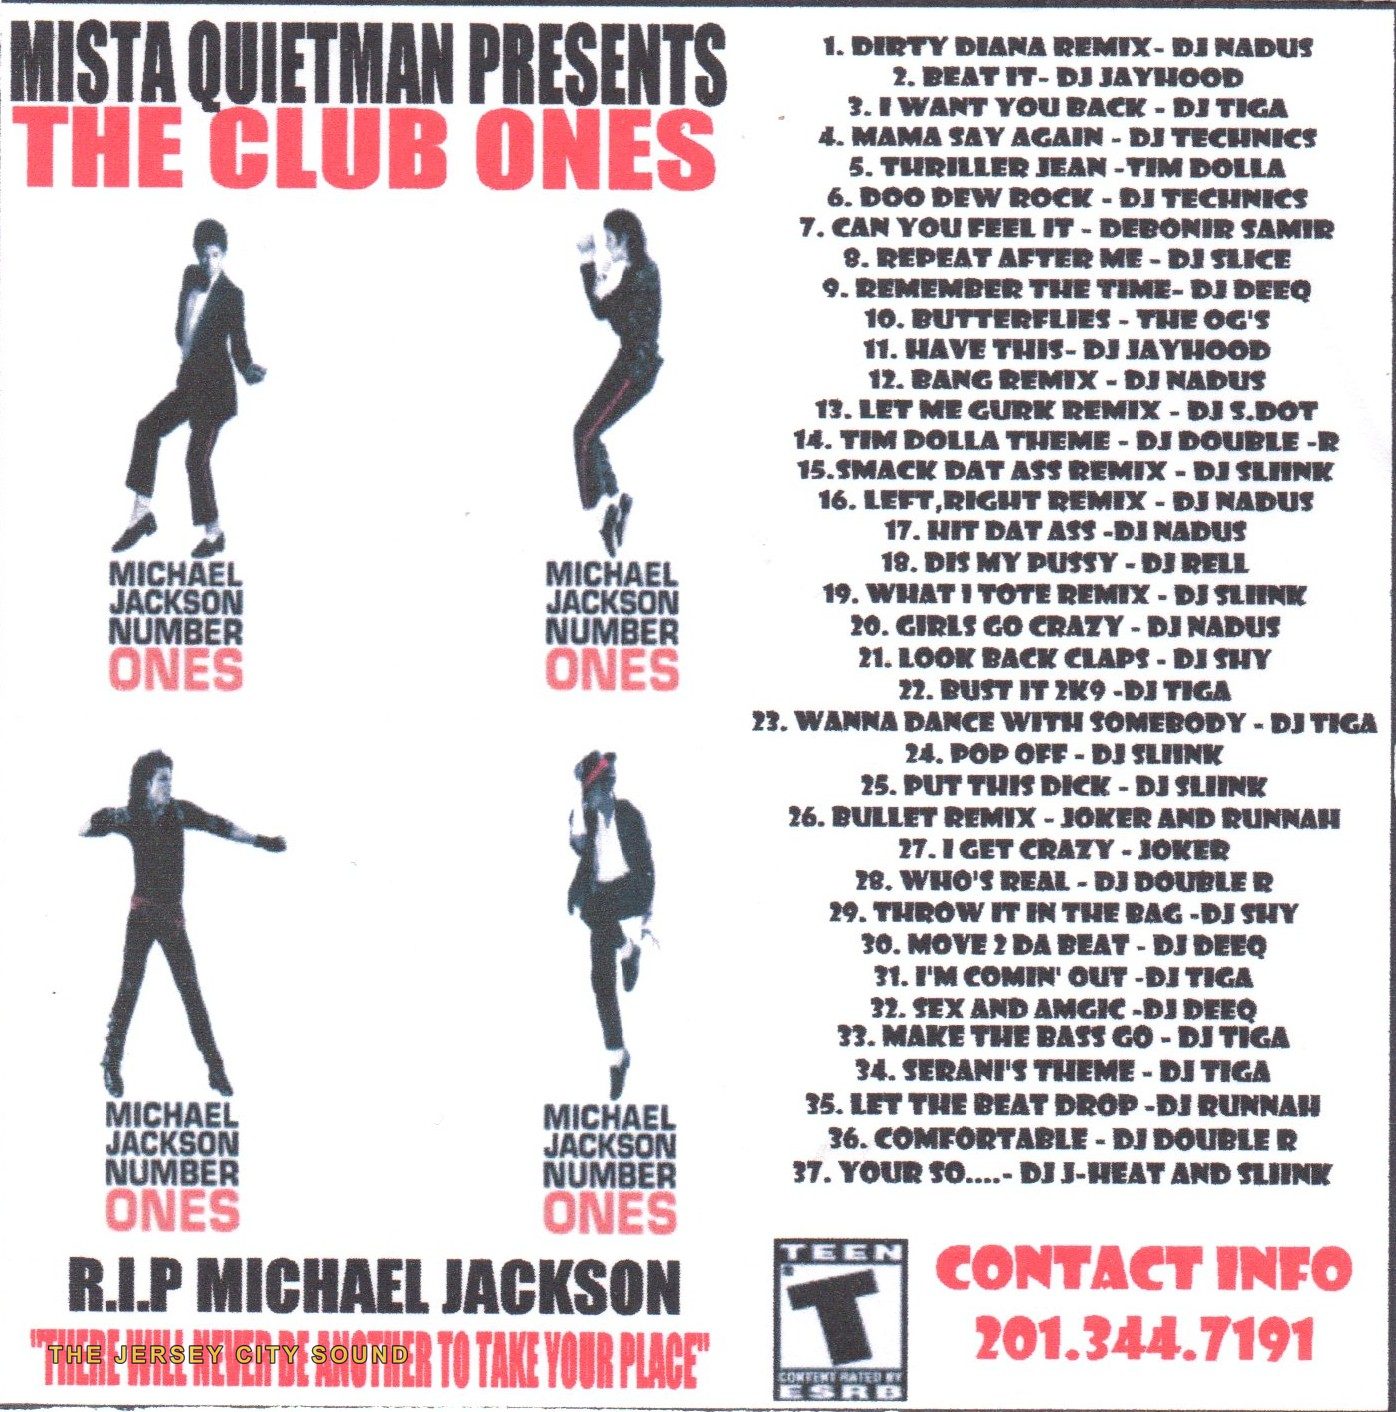 MISTA QUIETMAN PRESENTS
THE CLUB ONES
MICHAEL
JACKSON
NUMBER
ONES
MICHAEL
JACKSON
NUMBER
ONES
MICHAEL
JACKSON
NUMBER
ONES
MICHAEL
JACKSON
NUMBER
ONES
R.I.P MICHAEL JACKSON
"THERE WILL NEVER BE ANOTHER TO TAKE YOUR PLACE"
THE JERSEY CITY SOUND
1. DIRTY DIANA REMIX- DJ NADUS
2. BEAT IT- DJ JAYHOOD
3. I WANT YOU BACK - DJ TIGA
4. MAMA SAY AGAIN - DJ TECHNICS
5. THRILLER JEAN -TIM DOLLA
6. DOO DEW ROCK - DJ TECHNICS
7. CAN YOU FEEL IT - DEBONIR SAMIR
8. REPEAT AFTER ME - DJ SLICE
9. REMEMBER THE TIME- DJ DEEQ
10. BUTTERFLIES - THE OG'S
11. HAVE THIS- DJ JAYHOOD
12. BANG REMIX - DJ NADUS
13. LET ME GURK REMIX - DJ S.DOT
14. TIM DOLLA THEME - DJ DOUBLE -R
15.SMACK DAT ASS REMIX - DJ SLIINK
16. LEFT,RIGHT REMIX - DJ NADUS
17. HIT DAT ASS -DJ NADUS
18. DIS MY PUSSY - DJ RELL
19. WHAT I TOTE REMIX - DJ SLIINK
20. GIRLS GO CRAZY - DJ NADUS
21. LOOK BACK CLAPS - DJ SHY
22. BUST IT 2K9 -DJ TIGA
23. WANNA DANCE WITH SOMEBODY - DJ TIGA
24. POP OFF - DJ SLIINK
25. PUT THIS DICK - DJ SLIINK
26. BULLET REMIX - JOKER AND RUNNAH
27. I GET CRAZY - JOKER
28. WHO'S REAL - DJ DOUBLE R
29. THROW IT IN THE BAG -DJ SHY
30. MOVE 2 DA BEAT - DJ DEEQ
31. I'M COMIN' OUT -DJ TIGA
32. SEX AND AMGIC -DJ DEEQ
33. MAKE THE BASS GO - DJ TIGA
34. SERANI'S THEME - DJ TIGA
35. LET THE BEAT DROP -DJ RUNNAH
36. COMFORTABLE - DJ DOUBLE R
37. YOUR SO....- DJ J-HEAT AND SLIINK
TEEN
T
CONTENT RATED BY
ESRB
CONTACT INFO
201.344.7191